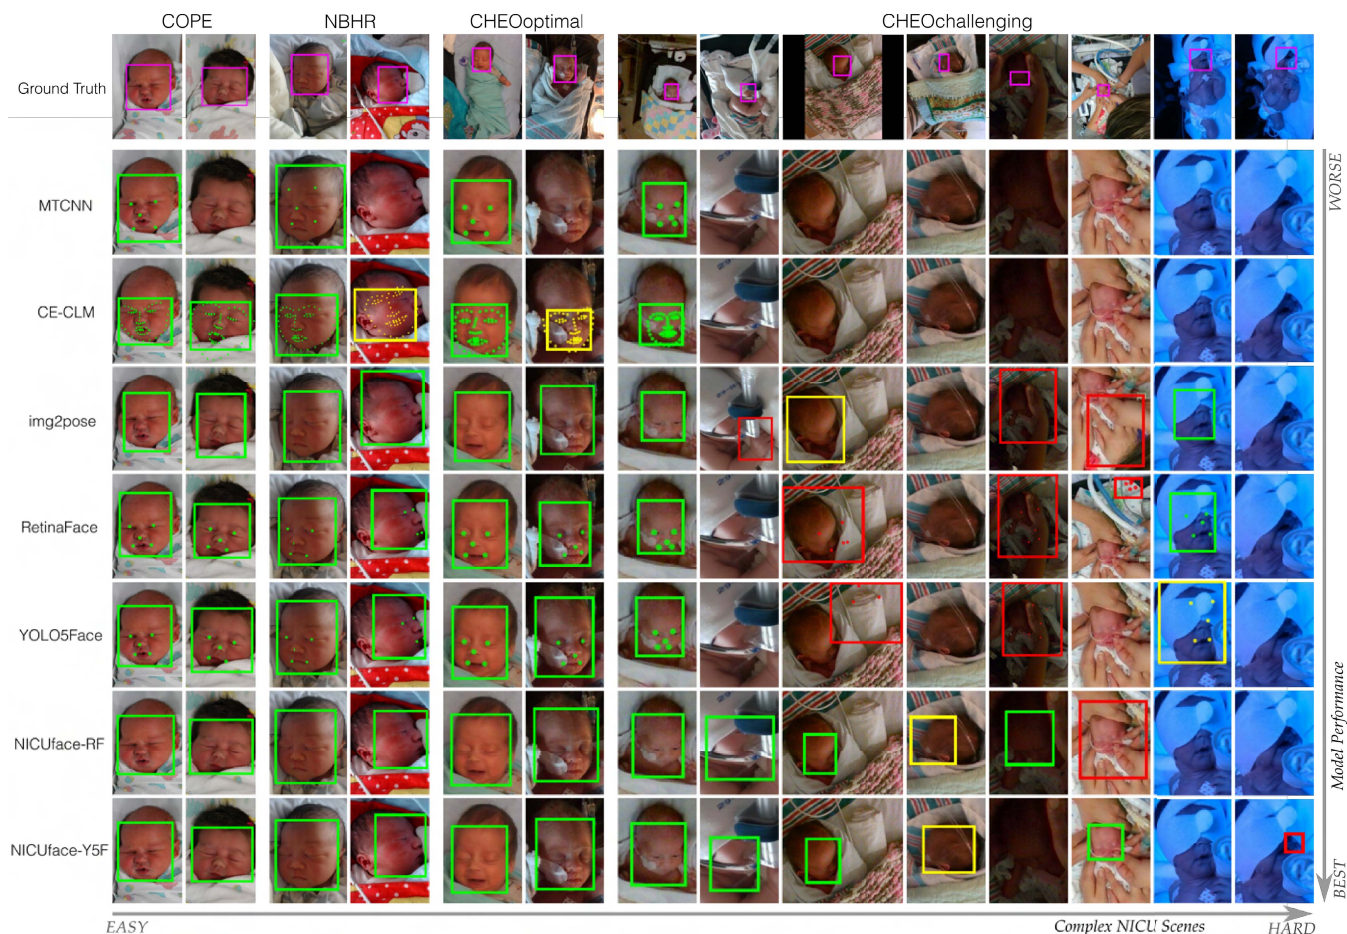 COPE NBHR CHEOoptimal CHEOchallenging
Ground Truth
MTCNN
WORSE
CE-CLM
img2pose
RetinaFace
YOLO5Face
NICUface-RF
Model Performance
NICUface-Y5F
BEST
EASY Complex NICU Scenes HARD